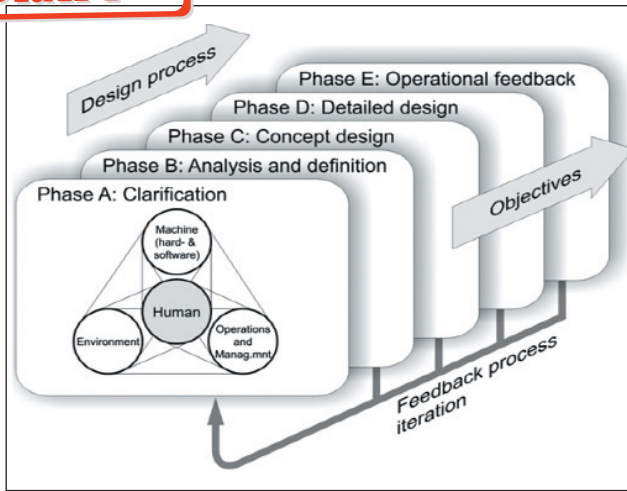 Design process
Phase E: Operational feedback
Phase D: Detailed design
Phase C: Concept design
Phase B: Analysis and definition
Phase A: Clarification
Objectives
Machine
(hard- &
software)
Human
Environment
Operations
and
Manag.mnt
Feedback process
iteration